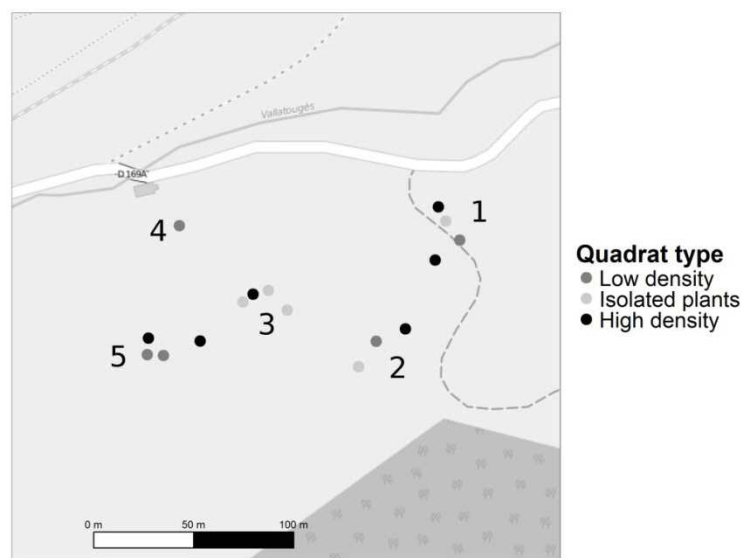 Vallatougès
D 169A
1
4
3
2
5
0 m 50 m 100 m
Quadrat type
Low density
Isolated plants
High density